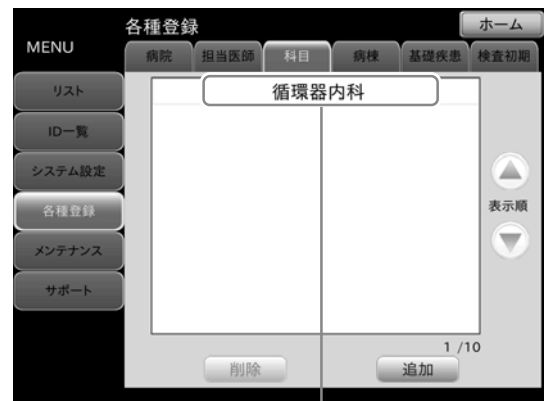 各種登録
ホーム
MENU
病院
担当医師
科目
病棟
基礎疾患
検査初期
リスト
ID一覧
システム設定
各種登録
メンテナンス
サポート
循環器内科
表示順
1 /10
削除
追加